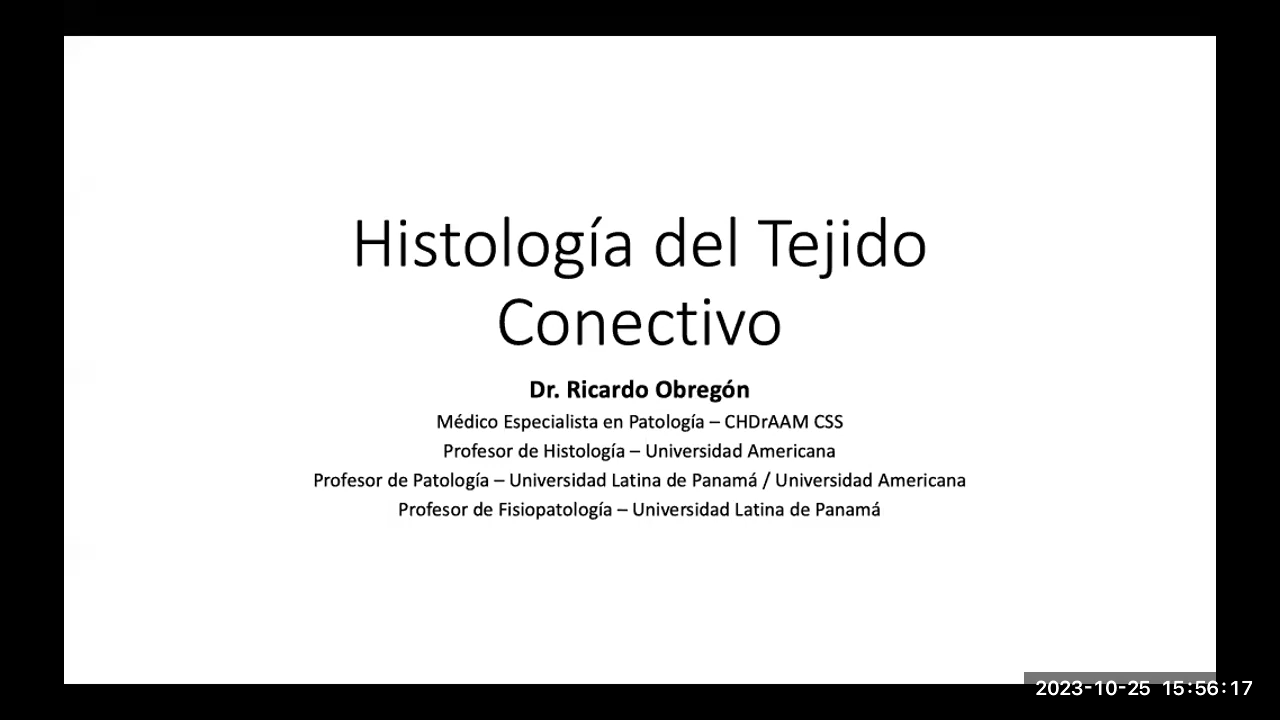 Histología del Tejido
Conectivo
Dr. Ricardo Obregón
Médico Especialista en Patología – CHDrAAM CSS
Profesor de Histología – Universidad Americana
Profesor de Patología – Universidad Latina de Panamá / Universidad Americana
Profesor de Fisiopatología – Universidad Latina de Panamá
2023-10-25 15:56:17